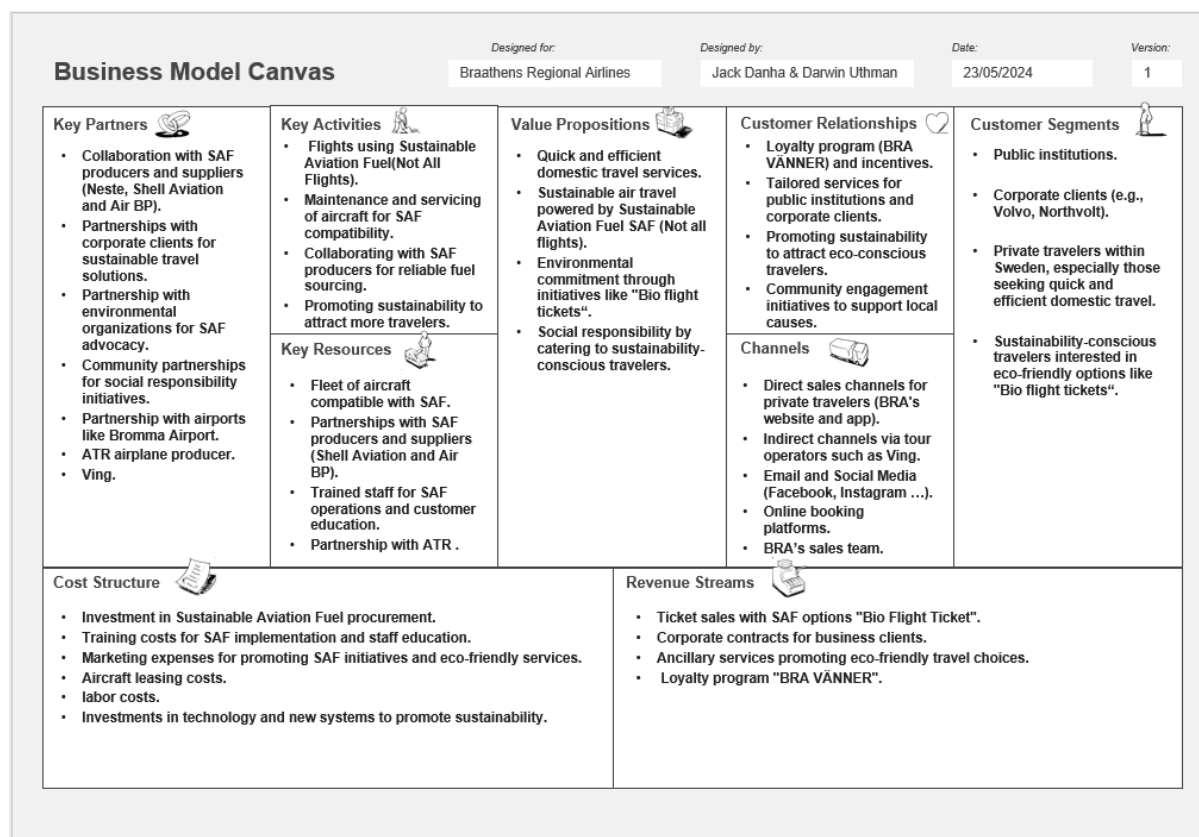 Designed for:
Designed by:
Date:
Version:
Business Model Canvas
Braathens Regional Airlines
Jack Danha & Darwin Uthman
23/05/2024
1
Key Partners
• Collaboration with SAF
producers and suppliers
(Neste, Shell Aviation
and Air BP).
• Partnerships with
corporate clients for
sustainable travel
solutions.
• Partnership with
environmental
organizations for SAF
advocacy.
• Community partnerships
for social responsibility
initiatives.
• Partnership with airports
like Bromma Airport.
• ATR airplane producer.
• Ving.
Key Activities
• Flights using Sustainable
Aviation Fuel(Not All
Flights).
• Maintenance and servicing
of aircraft for SAF
compatibility.
• Collaborating with SAF
producers for reliable fuel
sourcing.
• Promoting sustainability to
attract more travelers.
Key Resources
• Fleet of aircraft
compatible with SAF.
• Partnerships with SAF
producers and suppliers
(Shell Aviation and Air
BP).
• Trained staff for SAF
operations and customer
education.
• Partnership with ATR .
Value Propositions
• Quick and efficient
domestic travel services.
• Sustainable air travel
powered by Sustainable
Aviation Fuel SAF (Not all
flights).
• Environmental
commitment through
initiatives like "Bio flight
tickets“.
• Social responsibility by
catering to sustainability-
conscious travelers.
Customer Relationships
• Loyalty program (BRA
VÄNNER) and incentives.
• Tailored services for
public institutions and
corporate clients.
• Promoting sustainability
to attract eco-conscious
travelers.
• Community engagement
initiatives to support local
causes.
Channels
• Direct sales channels for
private travelers (BRA's
website and app).
• Indirect channels via tour
operators such as Ving.
• Email and Social Media
(Facebook, Instagram …).
• Online booking
platforms.
• BRA’s sales team.
Customer Segments
• Public institutions.
• Corporate clients (e.g.,
Volvo, Northvolt).
• Private travelers within
Sweden, especially those
seeking quick and
efficient domestic travel.
• Sustainability-conscious
travelers interested in
eco-friendly options like
"Bio flight tickets“.
Cost Structure
• Investment in Sustainable Aviation Fuel procurement.
• Training costs for SAF implementation and staff education.
• Marketing expenses for promoting SAF initiatives and eco-friendly services.
• Aircraft leasing costs.
• labor costs.
• Investments in technology and new systems to promote sustainability.
Revenue Streams
• Ticket sales with SAF options "Bio Flight Ticket".
• Corporate contracts for business clients.
• Ancillary services promoting eco-friendly travel choices.
• Loyalty program "BRA VÄNNER".